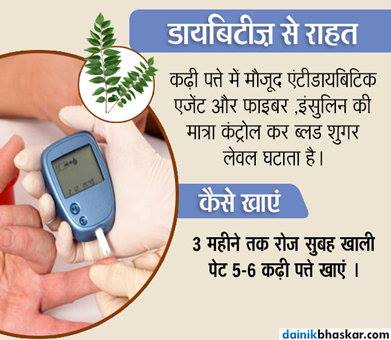 डायबिटीज़ से राहत
कढ़ी पत्ते में मौजूद एंटीडायबिटिक
एजेंट और फाइबर ,इंसुलिन की
मात्रा कंट्रोल कर ब्लड शुगर
लेवल घटाता है।
कैसे खाएं
3 महीने तक रोज सुबह खाली
पेट 5-6 कढ़ी पत्ते खाएं ।
dainikbhaskar.com